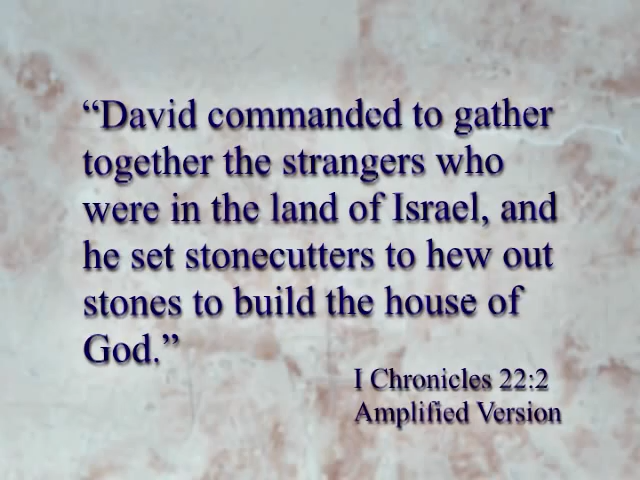 “David commanded to gather
together the strangers who
were in the land of Israel, and
he set stonecutters to hew out
stones to build the house of
God.”
I Chronicles 22:2
Amplified Version